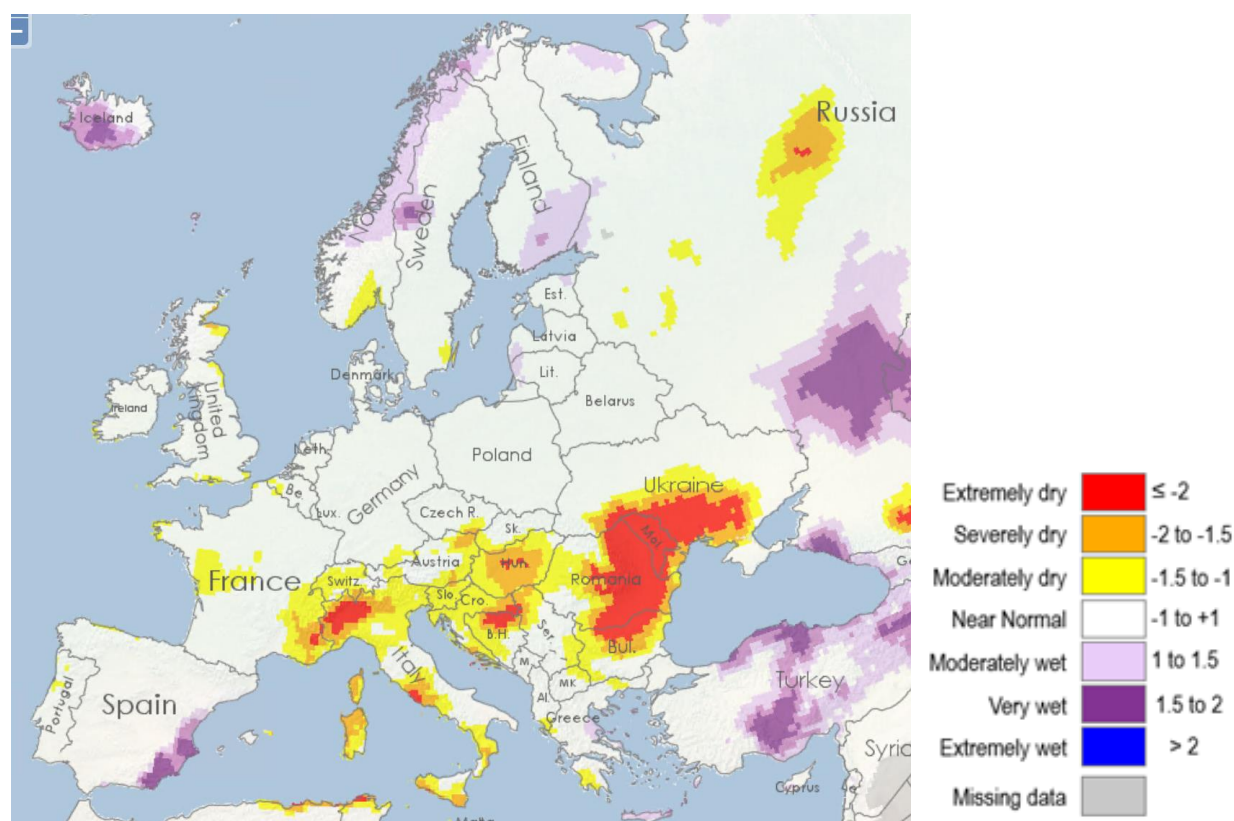 Iceland
Russia
Norway
Sweden
Finland
Est.
Latvia
Lit.
Denmark
Belarus
Ireland
United
Kingdom
Neth.
Poland
Be.
Germany
Ukraine
Lux.
Czech R.
Sk.
Mol.
France
Switz.
Austria
Hun.
Romania
Slo.
Cro.
B.H.
Ser.
Bul.
Italy
M.
MK
Al.
Portugal
Spain
Greece
Turkey
Ge
Syria
Cyprus
Le
Malta
Extremely dry ≤ -2
Severely dry -2 to -1.5
Moderately dry -1.5 to -1
Near Normal -1 to +1
Moderately wet 1 to 1.5
Very wet 1.5 to 2
Extremely wet > 2
Missing data